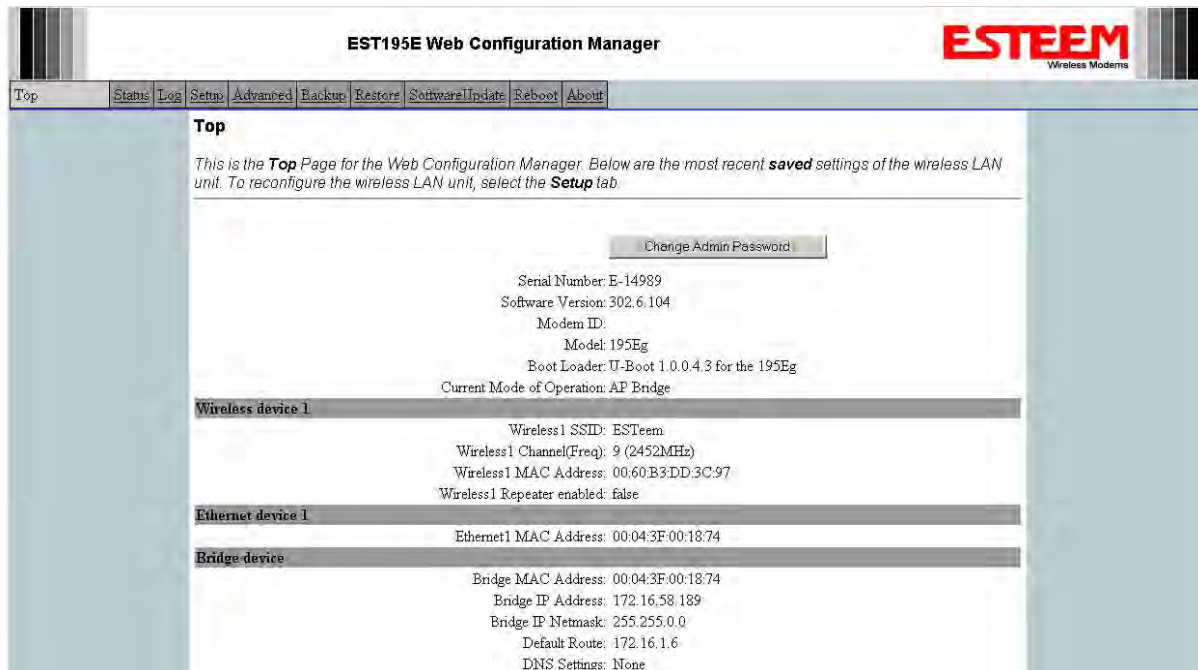 EST195E Web Configuration Manager
ESTEEM
Wireless Modems
Top Status Log Setup Advanced Backup Restore SoftwareUpdate Reboot About
Top
This is the Top Page for the Web Configuration Manager. Below are the most recent saved settings of the wireless LAN
unit. To reconfigure the wireless LAN unit, select the Setup tab.
Change Admin Password
Serial Number: E-14989
Software Version: 302.6.104
Modem ID:
Model: 195Eg
Boot Loader: U-Boot 1.0.0.4.3 for the 195Eg
Current Mode of Operation: AP Bridge
Wireless device 1
Wireless1 SSID: ESTeem
Wireless1 Channel(Freq): 9 (2452MHz)
Wireless1 MAC Address: 00:60:B3:DD:3C:97
Wireless1 Repeater enabled: false
Ethernet device 1
Ethernet1 MAC Address: 00:04:3F:00:18:74
Bridge device
Bridge MAC Address: 00:04:3F:00:18:74
Bridge IP Address: 172.16.58.189
Bridge IP Netmask: 255.255.0.0
Default Route: 172.16.1.6
DNS Settings: None